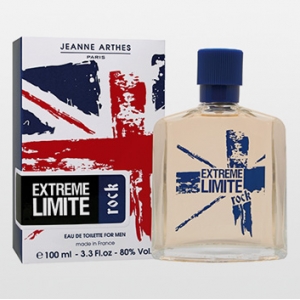 JEANNE ARTHES
PARIS
EXTREME
LIMITE
rock
EAU DE TOILETTE FOR MEN
made in France
e 100 ml - 3.3 Fl.oz - 80% Vol.
EXTREME
LIMITE
rock